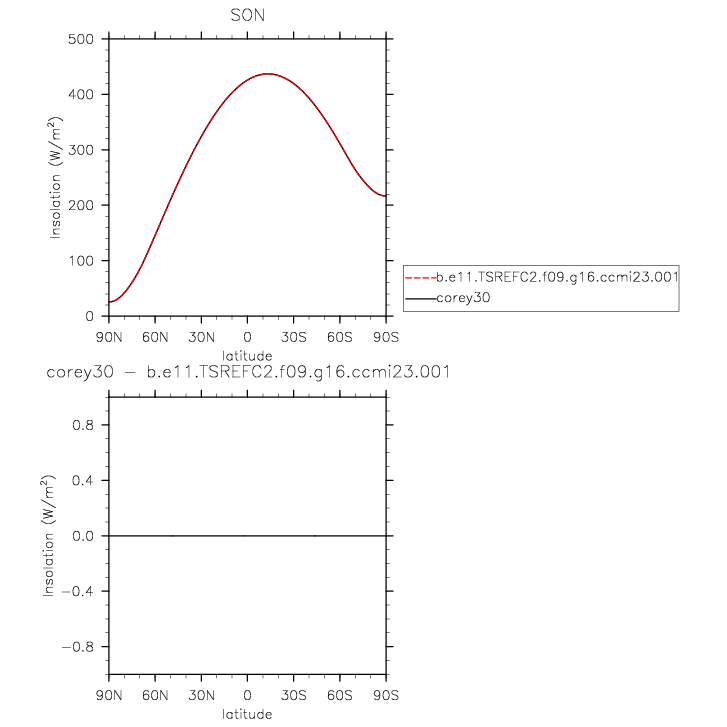 SON
500
400
300
200
100
0
Insolation (W/m²)
90N 60N 30N 0 30S 60S 90S
latitude
b.e11.TSREFC2.f09.g16.ccmi23.001
corey30
corey30 − b.e11.TSREFC2.f09.g16.ccmi23.001
0.8
0.4
0.0
−0.4
−0.8
Insolation (W/m²)
90N 60N 30N 0 30S 60S 90S
latitude